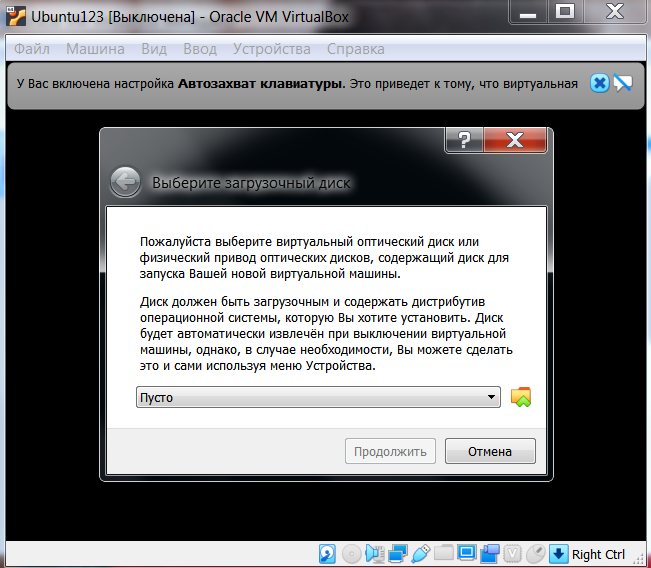 Ubuntu123 [Выключена] - Oracle VM VirtualBox
Файл Машина Вид Ввод Устройства Справка
У Вас включена настройка Автозахват клавиатуры. Это приведет к тому, что виртуальная
?
Выберите загрузочный диск
Пожалуйста выберите виртуальный оптический диск или
физический привод оптических дисков, содержащий диск для
запуска Вашей новой виртуальной машины.
Диск должен быть загрузочным и содержать дистрибутив
операционной системы, которую Вы хотите установить. Диск
будет автоматически извлечён при выключении виртуальной
машины, однако, в случае необходимости, Вы можете сделать
это и сами используя меню Устройства.
Пусто
Продолжить Отмена
Right Ctrl